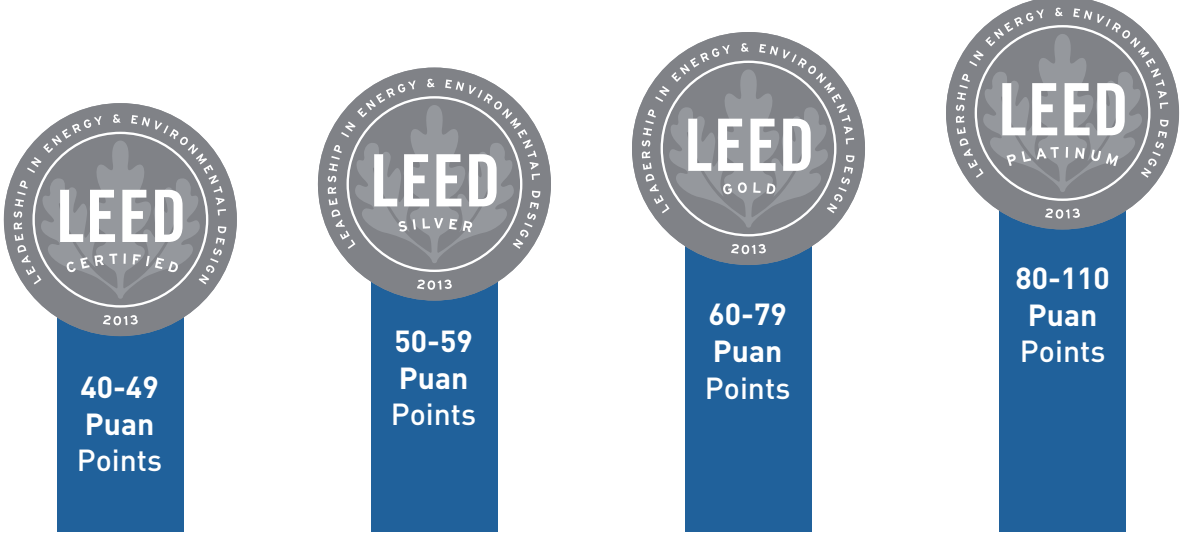 LEADERSHIP IN ENERGY & ENVIRONMENTAL DESIGN
LEED
CERTIFIED
2013
40-49
Puan
Points
LEADERSHIP IN ENERGY & ENVIRONMENTAL DESIGN
LEED
SILVER
2013
50-59
Puan
Points
LEADERSHIP IN ENERGY & ENVIRONMENTAL DESIGN
LEED
GOLD
2013
60-79
Puan
Points
LEADERSHIP IN ENERGY & ENVIRONMENTAL DESIGN
LEED
PLATINUM
2013
80-110
Puan
Points